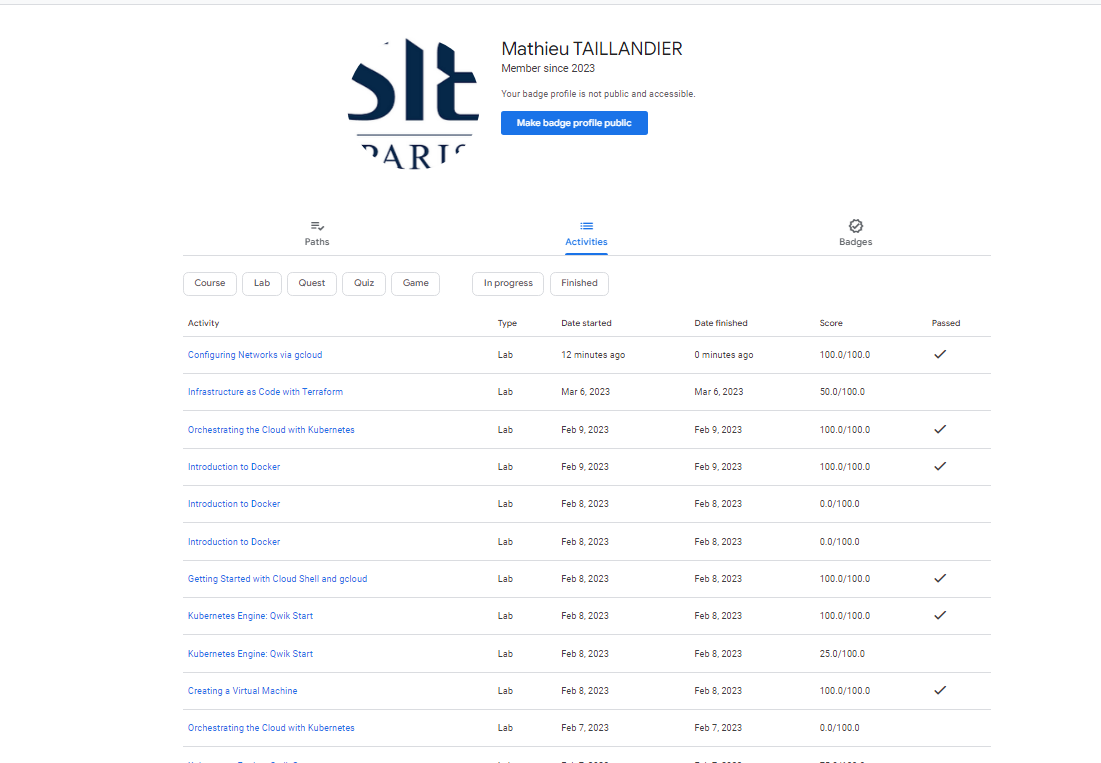 PARIS
Mathieu TAILLANDIER
Member since 2023
Your badge profile is not public and accessible.
Make badge profile public
Paths Activities Badges
Course Lab Quest Quiz Game In progress Finished
Activity Type Date started Date finished Score Passed
Configuring Networks via gcloud Lab 12 minutes ago 0 minutes ago 100.0/100.0
Infrastructure as Code with Terraform Lab Mar 6, 2023 Mar 6, 2023 50.0/100.0
Orchestrating the Cloud with Kubernetes Lab Feb 9, 2023 Feb 9, 2023 100.0/100.0
Introduction to Docker Lab Feb 9, 2023 Feb 9, 2023 100.0/100.0
Introduction to Docker Lab Feb 8, 2023 Feb 8, 2023 0.0/100.0
Introduction to Docker Lab Feb 8, 2023 Feb 8, 2023 0.0/100.0
Getting Started with Cloud Shell and gcloud Lab Feb 8, 2023 Feb 8, 2023 100.0/100.0
Kubernetes Engine: Qwik Start Lab Feb 8, 2023 Feb 8, 2023 100.0/100.0
Kubernetes Engine: Qwik Start Lab Feb 8, 2023 Feb 8, 2023 25.0/100.0
Creating a Virtual Machine Lab Feb 8, 2023 Feb 8, 2023 100.0/100.0
Orchestrating the Cloud with Kubernetes Lab Feb 7, 2023 Feb 7, 2023 0.0/100.0